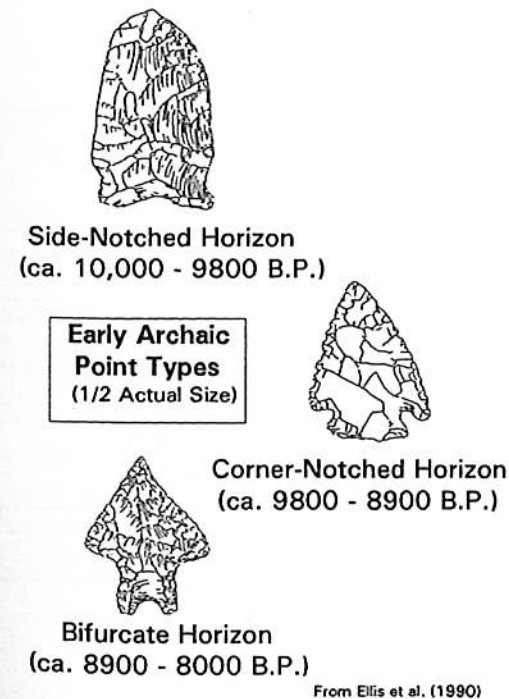 Side-Notched Horizon
(ca. 10,000 - 9800 B.P.)
Early Archaic
Point Types
(1/2 Actual Size)
Corner-Notched Horizon
(ca. 9800 - 8900 B.P.)
Bifurcate Horizon
(ca. 8900 - 8000 B.P.)
From Ellis et al. (1990)